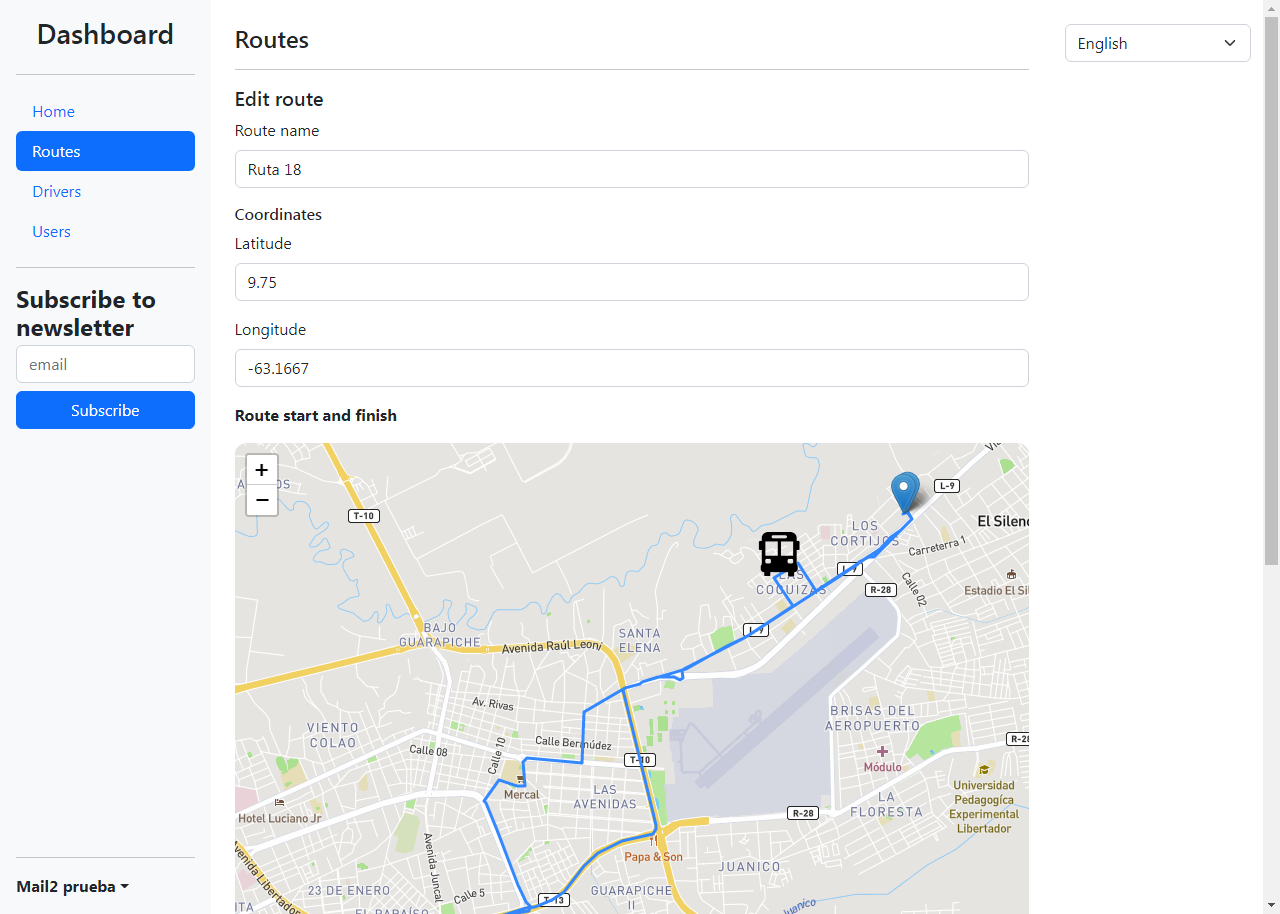 Dashboard
Home
Routes
Drivers
Users
Subscribe to
newsletter
email
Subscribe
Mail2 prueba
Routes
English
Edit route
Route name
Ruta 18
Coordinates
Latitude
9.75
Longitude
-63.1667
Route start and finish
+
−
T-10
L-9
LOS
CORTIJOS
El Silenc
Carreterra 1
L-9
LAS
COQUIZAS
R-28
Calle 02
Estadio El Sil
BAJO
GUARAPICHE
Avenida Raúl Leoni
SANTA
ELENA
L-9
Av. Rivas
BRISAS DEL
AEROPUERTO
VIENTO
COLAO
Calle 08
Calle 10
Calle Bermúdez
T-10
R-28
Módulo
Mercal
LAS
AVENIDAS
Universidad
Pedagogíca
Experimental
Libertador
Hotel Luciano Jr
R-28
LA
FLORESTA
Avenida Juncal
Papa & Son
Avenida Libertador
JUANICO
23 DE ENERO
Calle 5
T-13
GUARAPICHE
II
Juanico
EL PARAÍSO